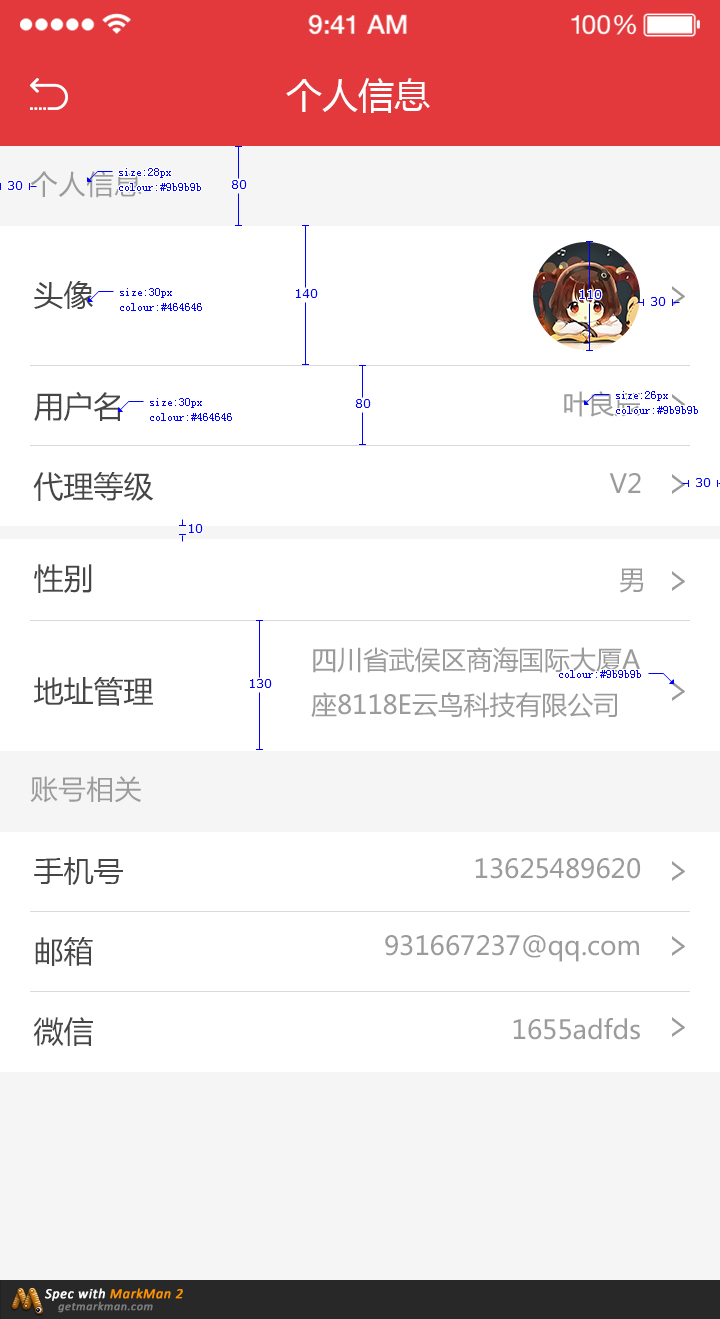 9:41 AM 100%
个人信息
个人信息
size:28px
colour:#9b9b9b
30
80
头像
size:30px
colour:#464646
140
110
30
用户名
size:30px
colour:#464646
80
叶良辰
size:26px
colour:#9b9b9b
代理等级
V2
30
10
性别
男
地址管理
130
四川省武侯区商海国际大厦A
座8118E云鸟科技有限公司
colour:#9b9b9b
账号相关
手机号
13625489620
邮箱
931667237@qq.com
微信
1655adfds
Spec with MarkMan 2
getmarkman.com